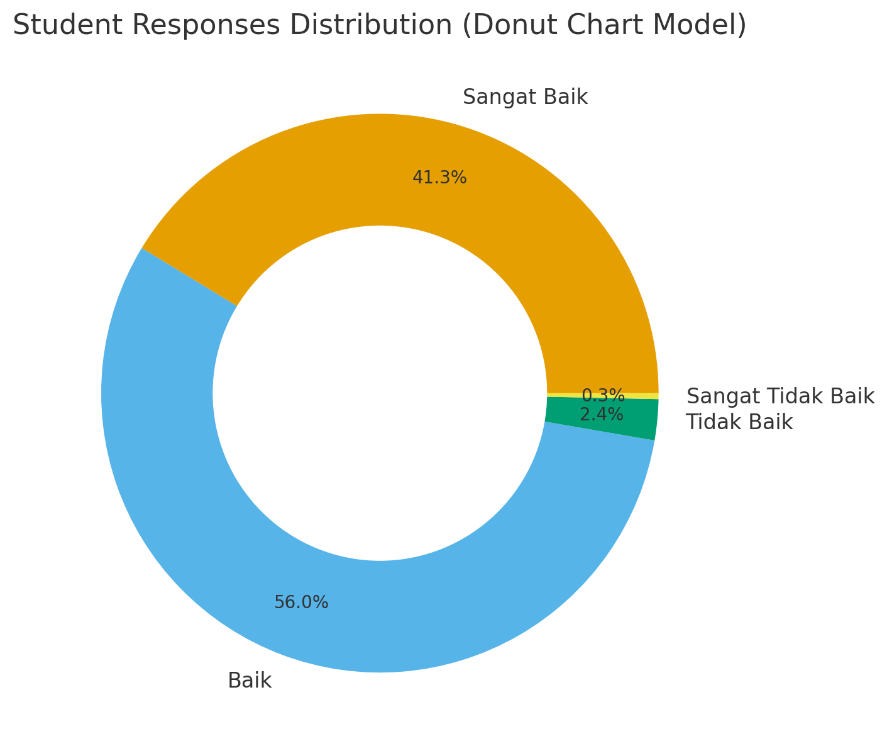 Student Responses Distribution (Donut Chart Model)
Sangat Baik
41.3%
0.3%
Sangat Tidak Baik
2.4%
Tidak Baik
56.0%
Baik